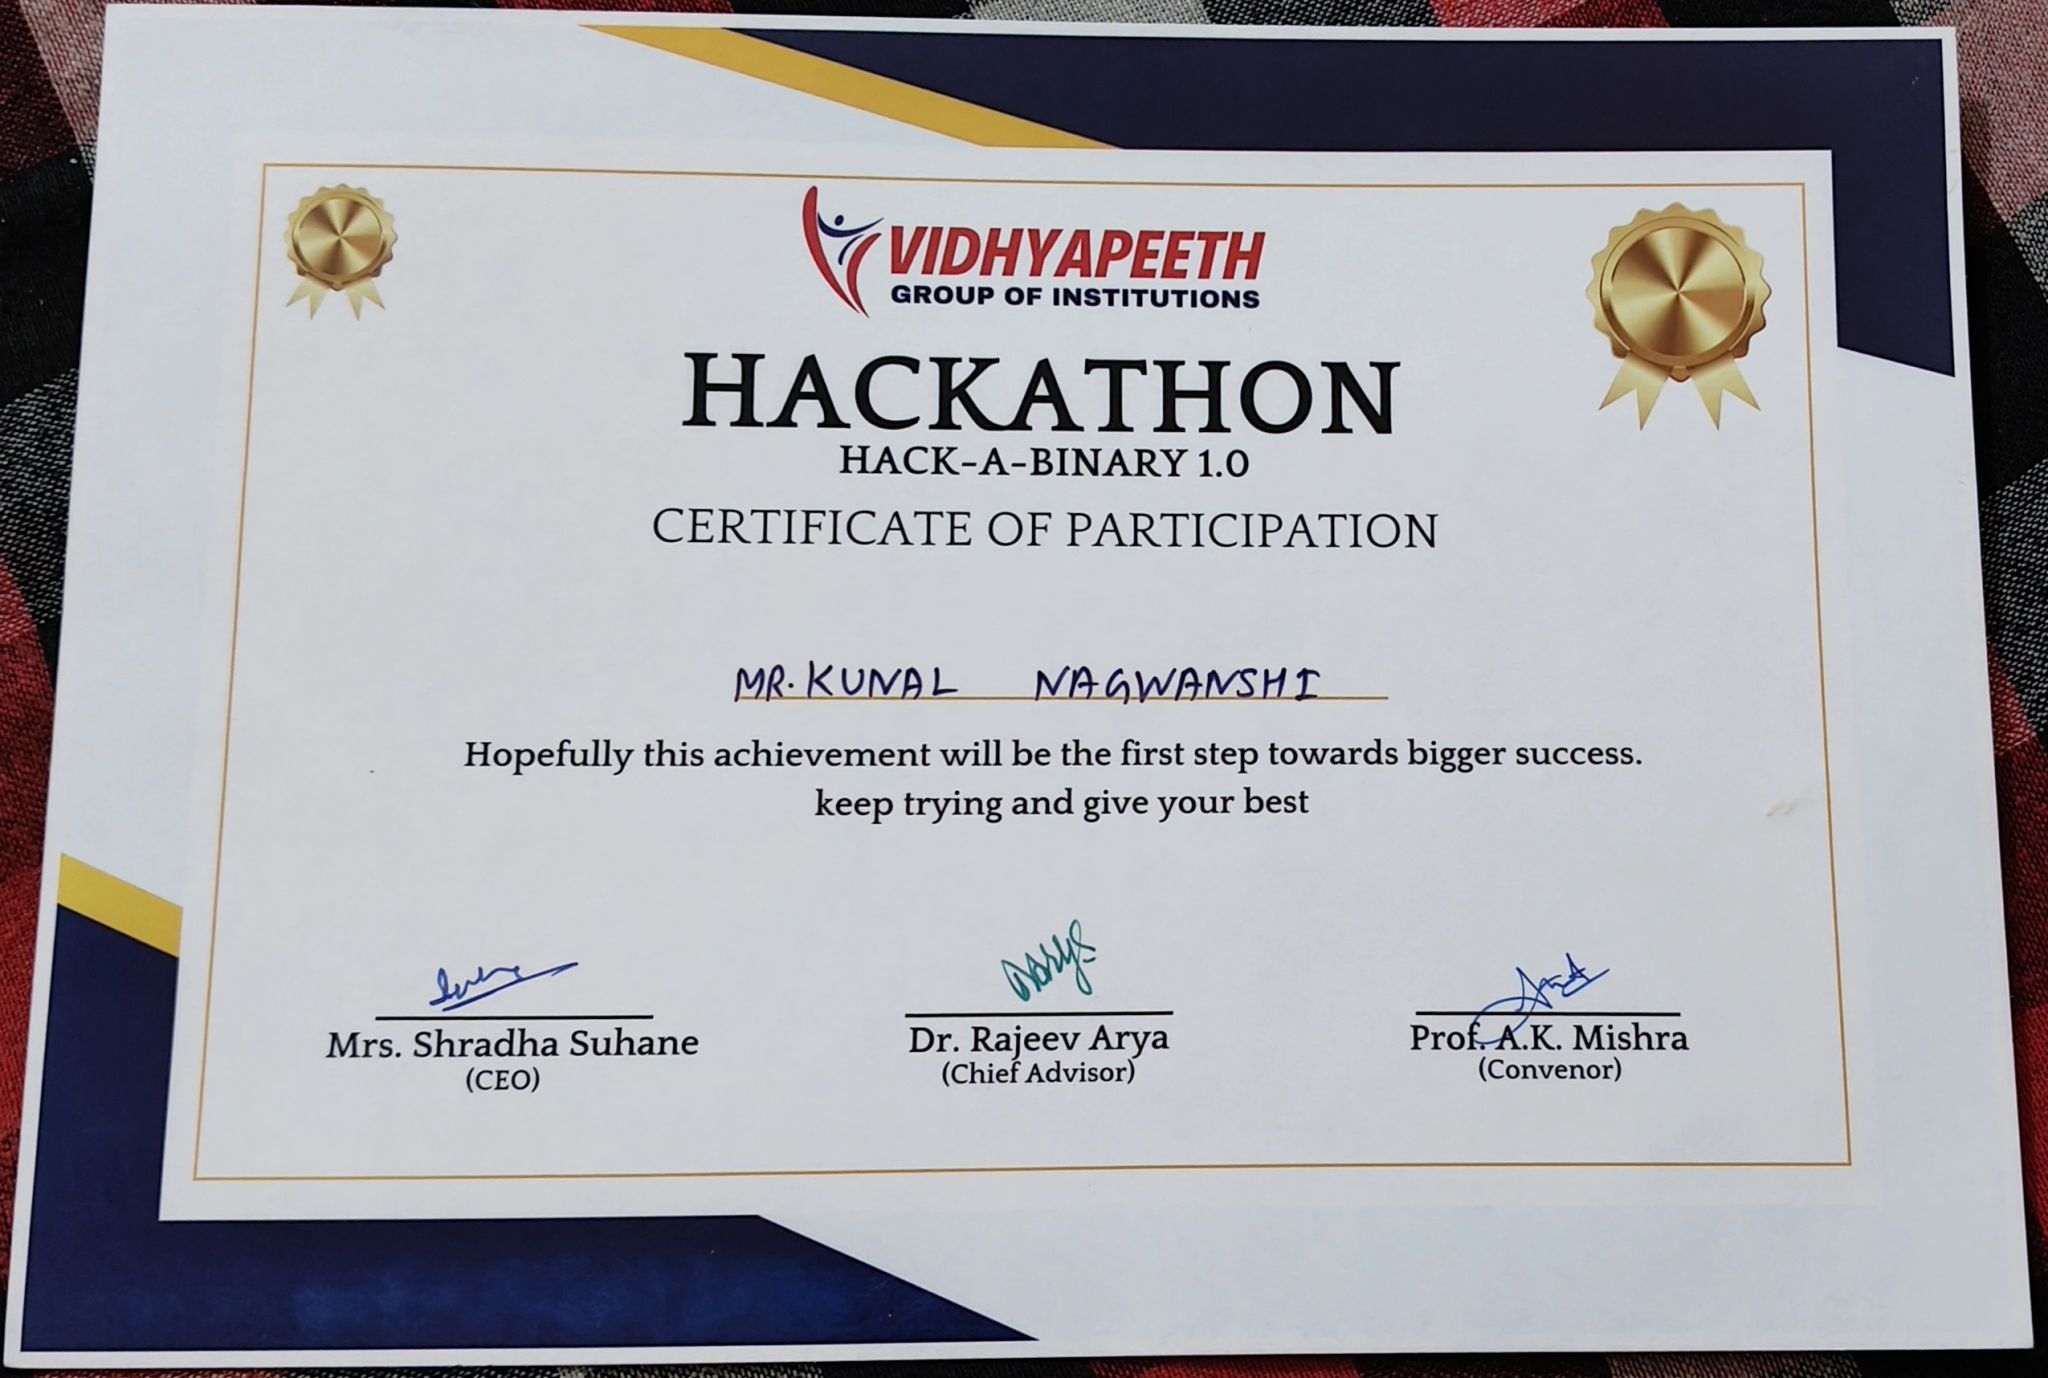 VIDHYAPEETH
GROUP OF INSTITUTIONS
HACKATHON
HACK-A-BINARY 1.0
CERTIFICATE OF PARTICIPATION
MR. KUNAL NAGWANSHI
Hopefully this achievement will be the first step towards bigger success.
keep trying and give your best
Mrs. Shradha Suhane
(CEO)
Dr. Rajeev Arya
(Chief Advisor)
Prof. A.K. Mishra
(Convenor)